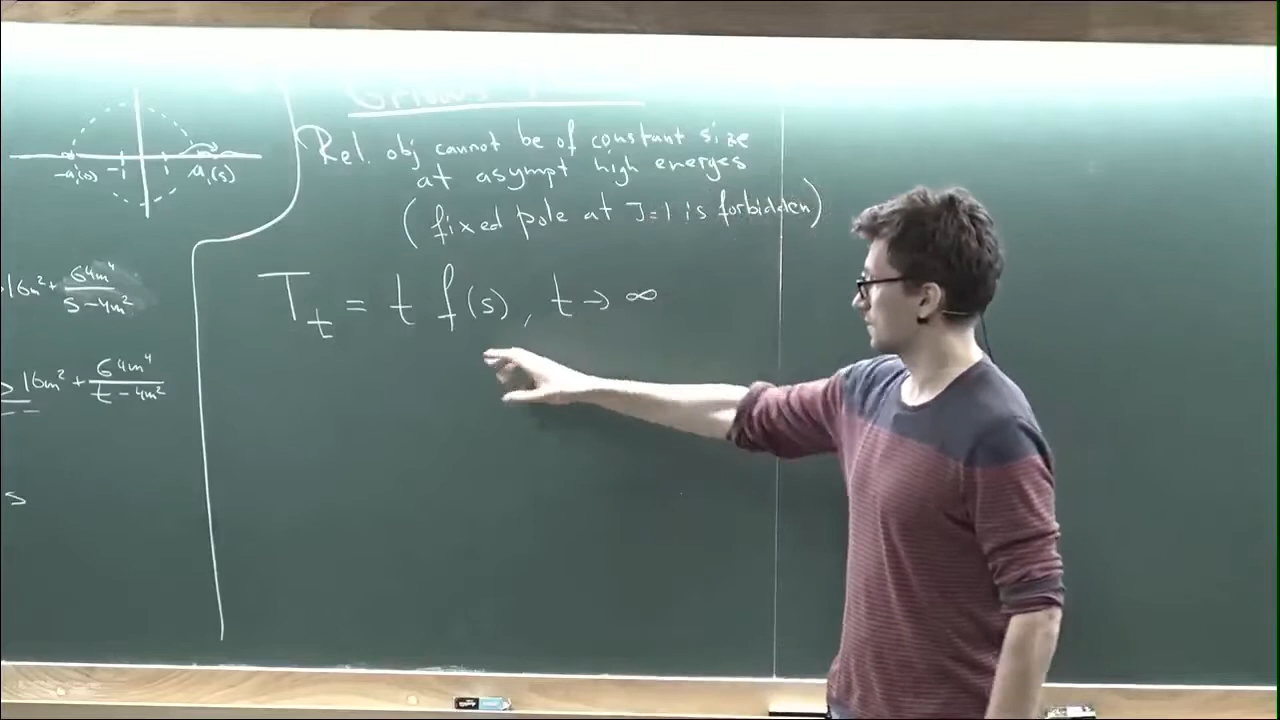 -a₁(s) -1 1 a₁(s)
16m² + 64m⁴ / s-4m²
16m² + 64m⁴ / t-4m²
s
Rel. obj cannot be of constant size
at asympt high energes
(fixed pole at J=1 is forbidden)
T_t = t f(s), t → ∞